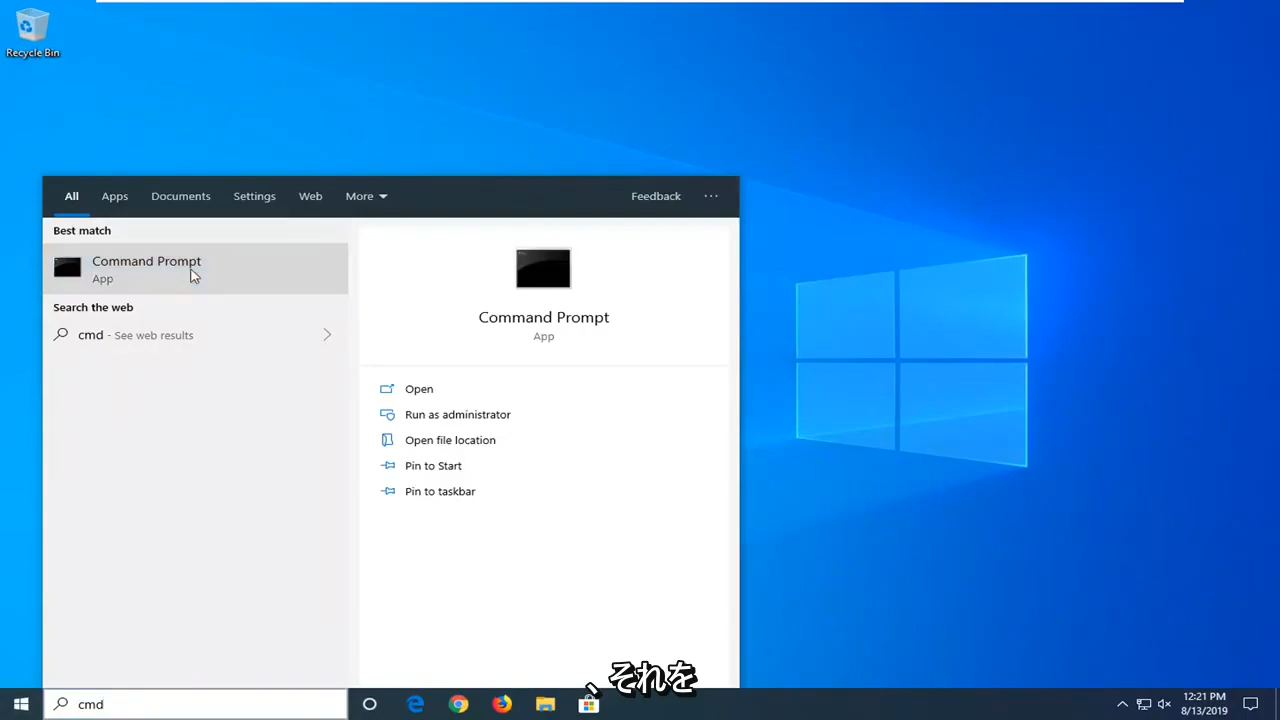 Recycle Bin
All Apps Documents Settings Web More Feedback ...
Best match
Command Prompt
App
Search the web
cmd - See web results
Command Prompt
App
Open
Run as administrator
Open file location
Pin to Start
Pin to taskbar
、それを
cmd
12:21 PM
8/13/2019